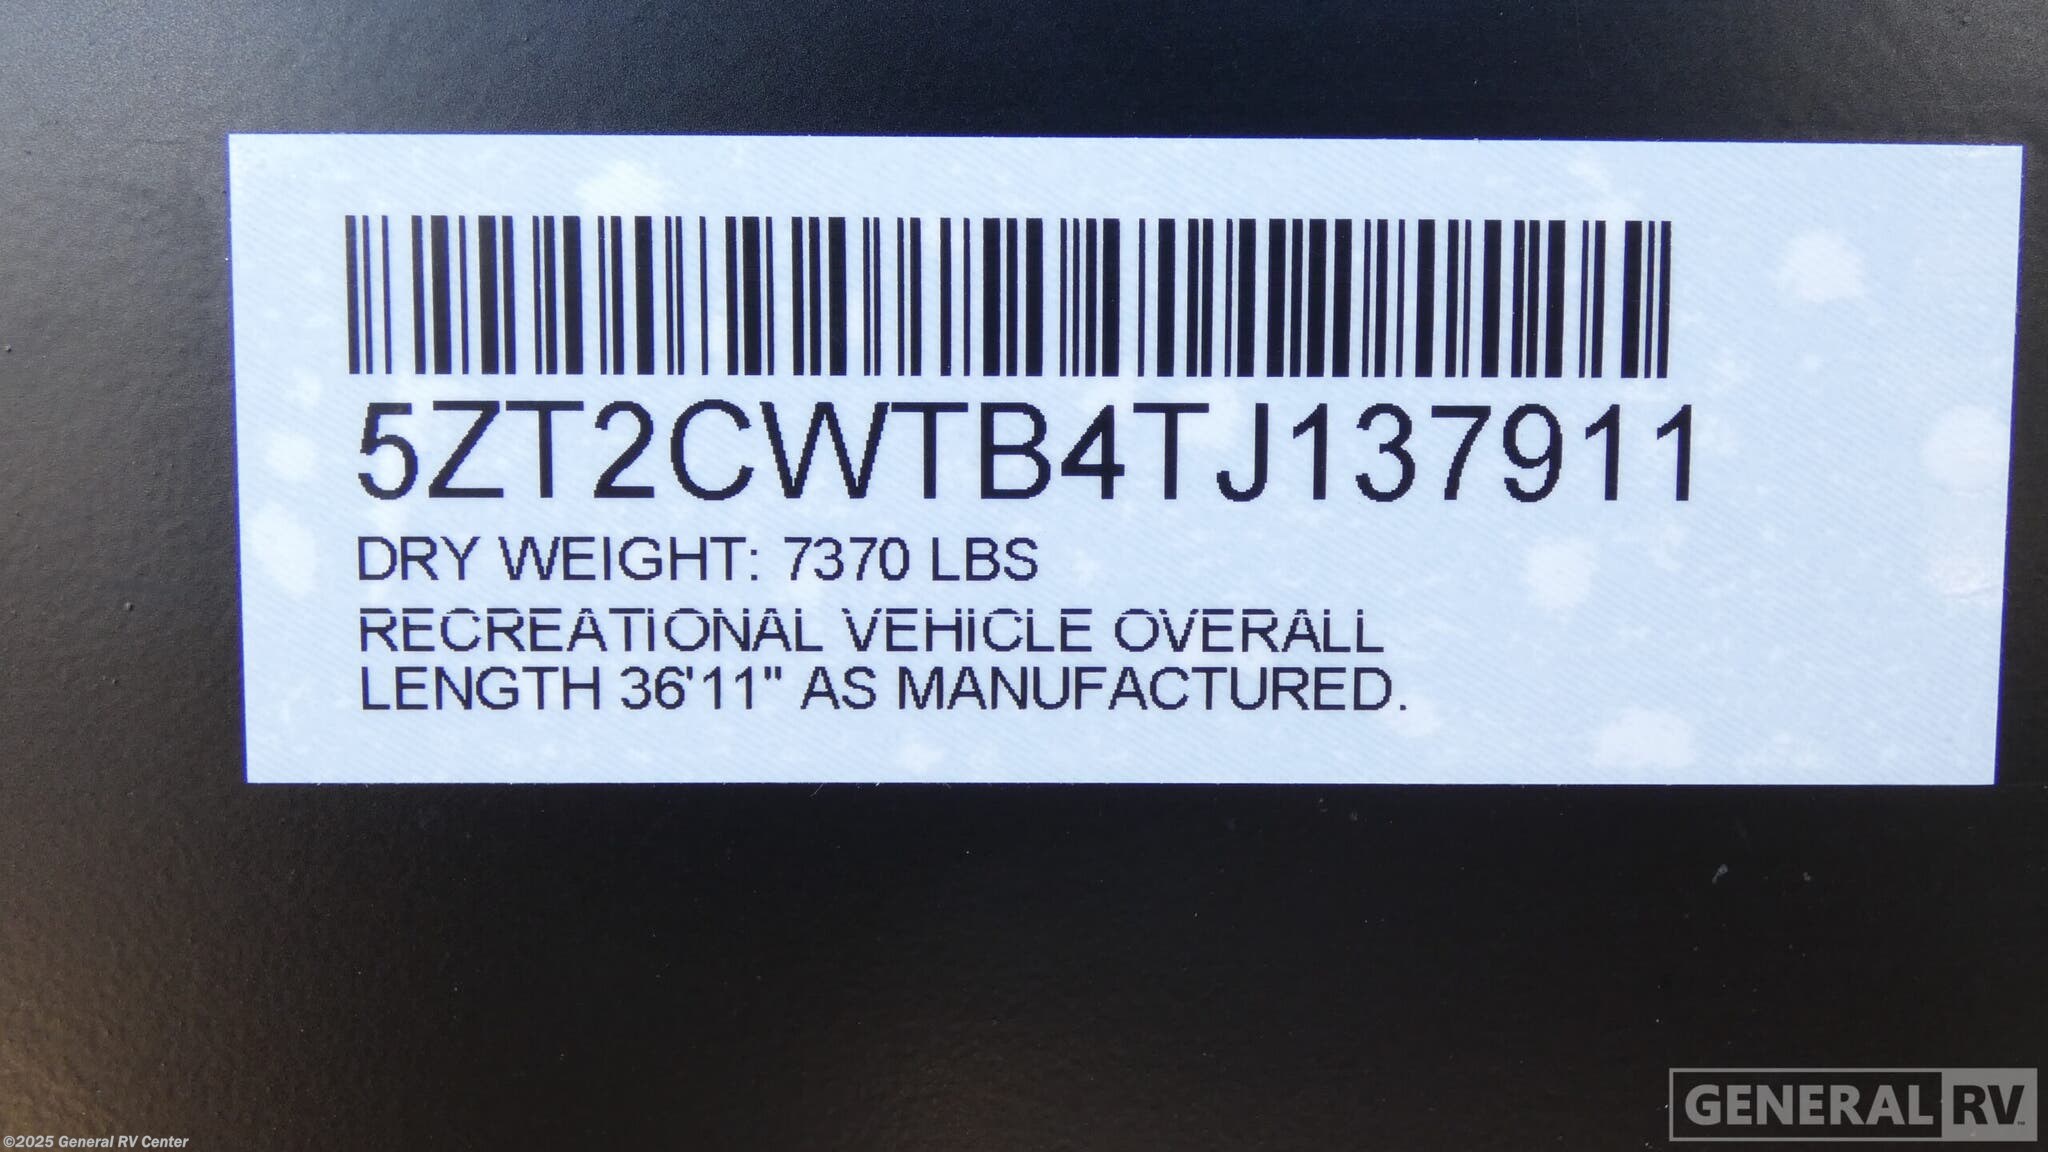 5ZT2CWTB4TJ137911
DRY WEIGHT: 7370 LBS
RECREATIONAL VEHICLE OVERALL
LENGTH 36'11" AS MANUFACTURED.
GENERAL RV
©2025 General RV Center